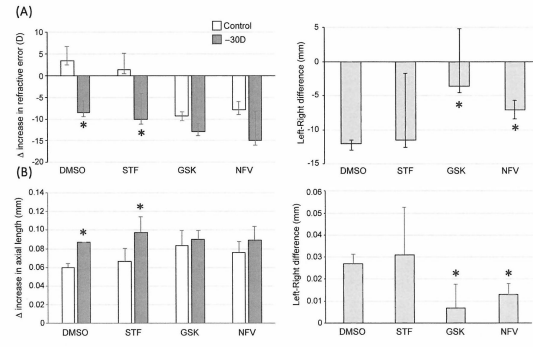 (A)
Control
−30D
Δ increase in refractive error (D)
10
5
0
-5
-10
-15
-20
*
*
DMSO
STF
GSK
NFV
Left-Right difference (mm)
5
0
-5
-10
-15
*
*
DMSO
STF
GSK
NFV
(B)
Δ increase in axial length (mm)
0.14
0.12
0.10
0.08
0.06
0.04
0.02
0
*
*
DMSO
STF
GSK
NFV
Left-Right difference (mm)
0.06
0.05
0.04
0.03
0.02
0.01
0
*
*
DMSO
STF
GSK
NFV